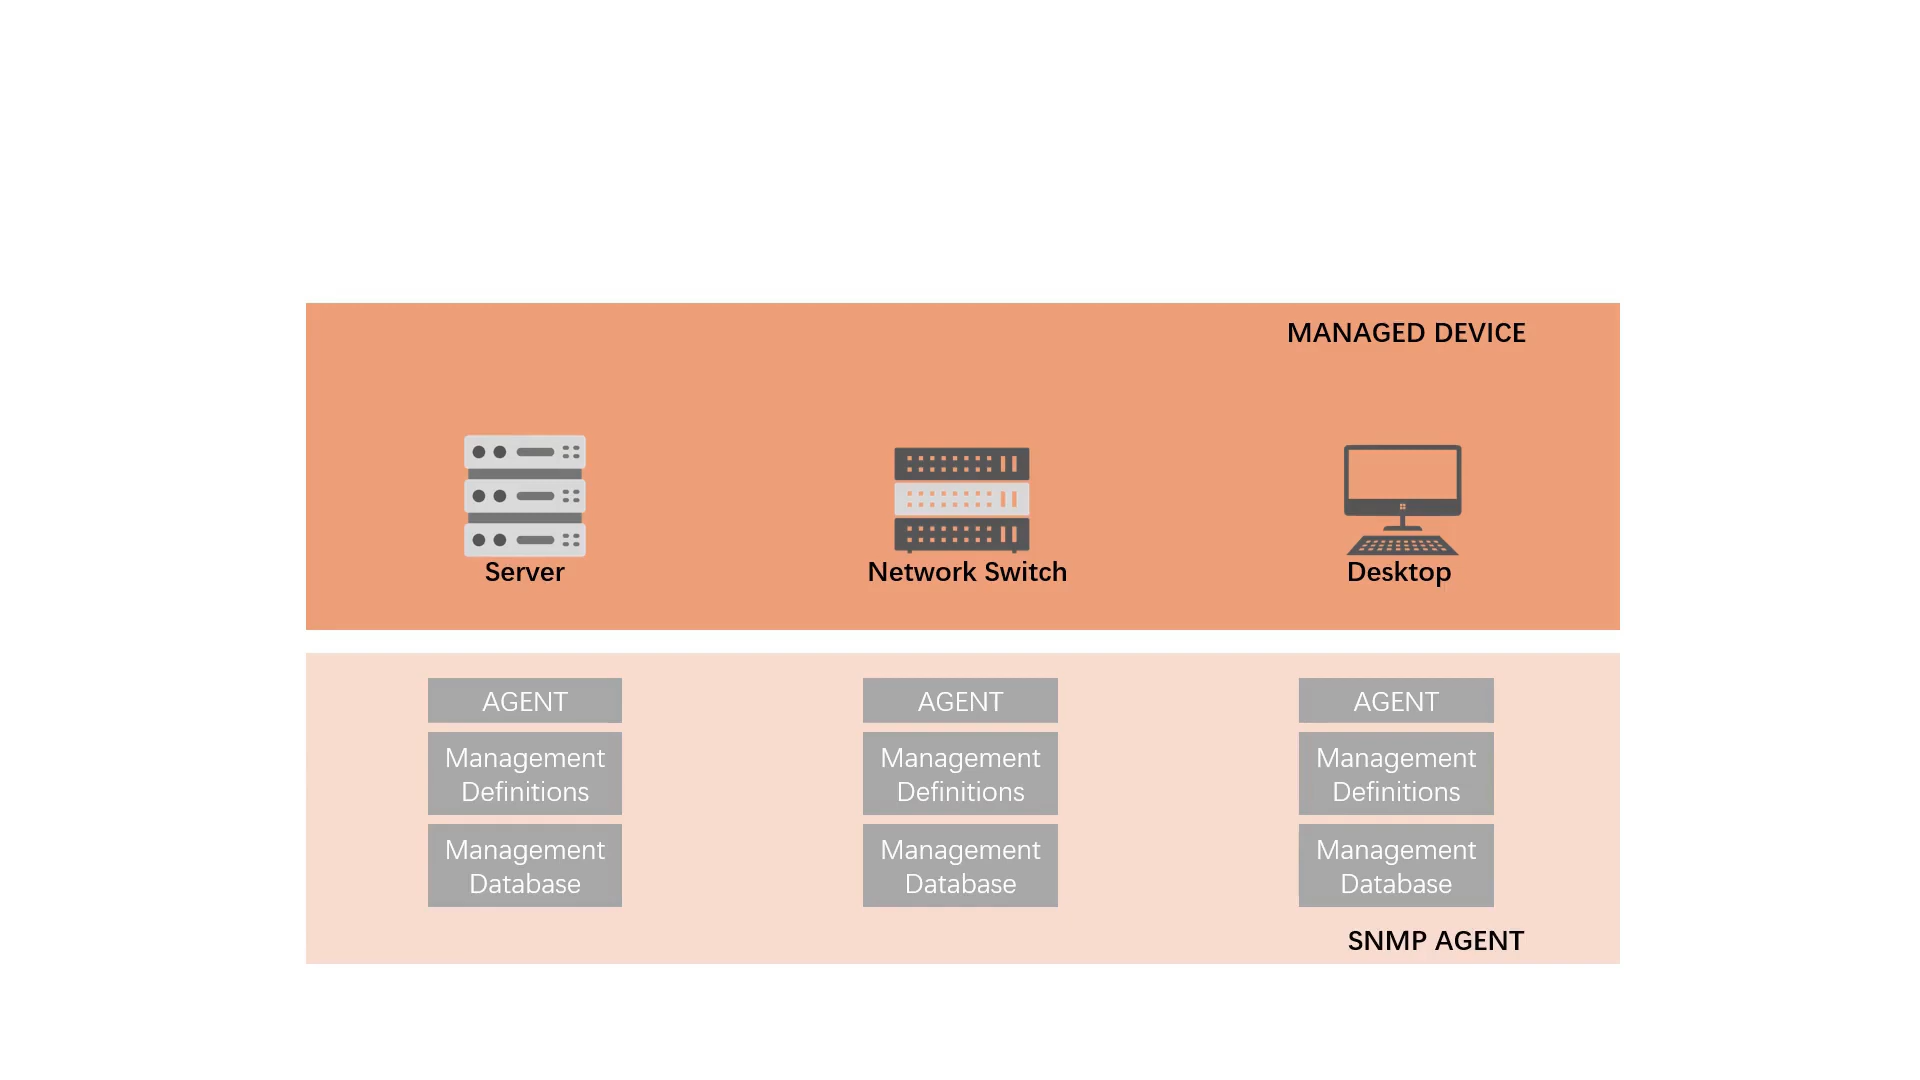 MANAGED DEVICE
Server
Network Switch
Desktop
AGENT
Management
Definitions
Management
Database
AGENT
Management
Definitions
Management
Database
AGENT
Management
Definitions
Management
Database
SNMP AGENT